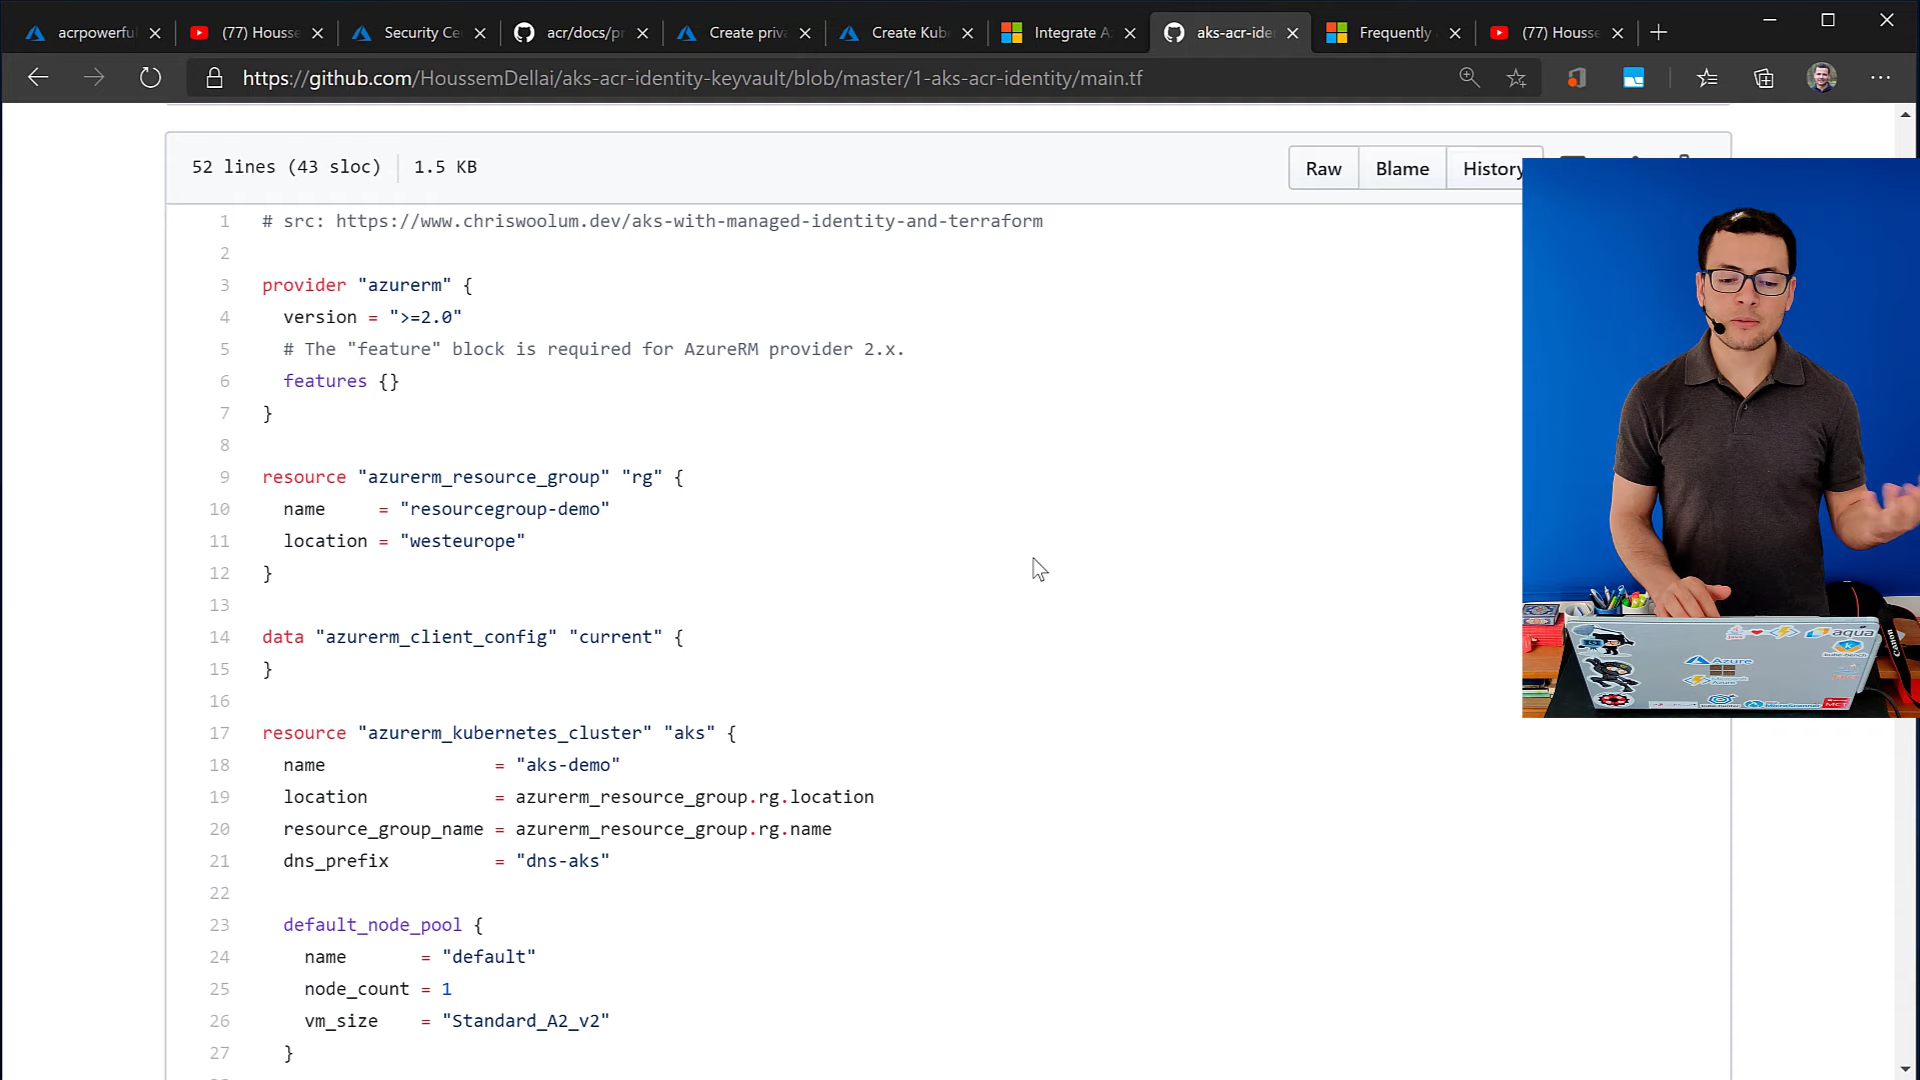 acrpowerful
(77) Housse
Security Ce
acr/docs/pr
Create priv
Create Kub
Integrate A
aks-acr-ide
Frequently
(77) Housse
https://github.com/HoussemDellai/aks-acr-identity-keyvault/blob/master/1-aks-acr-identity/main.tf
52 lines (43 sloc) 1.5 KB
Raw Blame History
1 # src: https://www.chriswoolum.dev/aks-with-managed-identity-and-terraform
2
3 provider "azurerm" {
4 version = ">=2.0"
5 # The "feature" block is required for AzureRM provider 2.x.
6 features {}
7 }
8
9 resource "azurerm_resource_group" "rg" {
10 name = "resourcegroup-demo"
11 location = "westeurope"
12 }
13
14 data "azurerm_client_config" "current" {
15 }
16
17 resource "azurerm_kubernetes_cluster" "aks" {
18 name = "aks-demo"
19 location = azurerm_resource_group.rg.location
20 resource_group_name = azurerm_resource_group.rg.name
21 dns_prefix = "dns-aks"
22
23 default_node_pool {
24 name = "default"
25 node_count = 1
26 vm_size = "Standard_A2_v2"
27 }
aqua
Azure
kube-bench
Canon
MCT